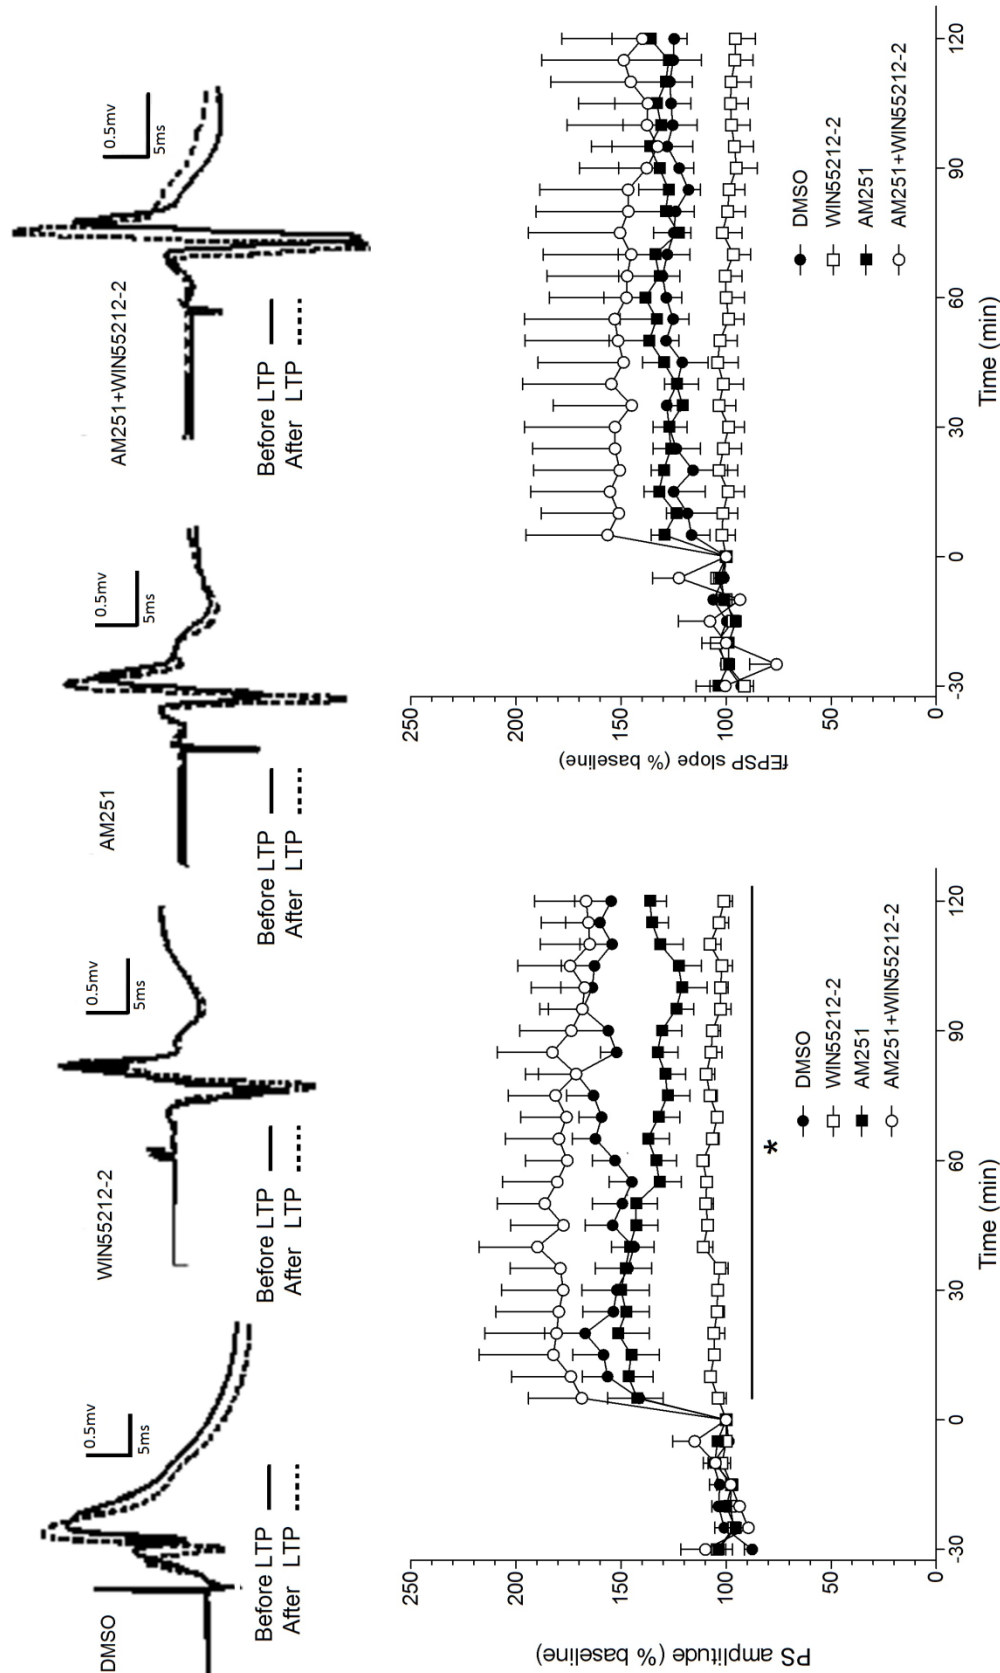 DMSO
0.5mv
5ms
Before LTP
After LTP
WIN55212-2
0.5mv
5ms
Before LTP
After LTP
AM251
0.5mv
5ms
Before LTP
After LTP
AM251+WIN55212-2
0.5mv
5ms
Before LTP
After LTP
PS amplitude (% baseline)
250
200
150
100
50
0
-30 0 30 60 90 120
Time (min)
*
DMSO
WIN55212-2
AM251
AM251+WIN55212-2
fEPSP slope (% baseline)
250
200
150
100
50
0
-30 0 30 60 90 120
Time (min)
DMSO
WIN55212-2
AM251
AM251+WIN55212-2